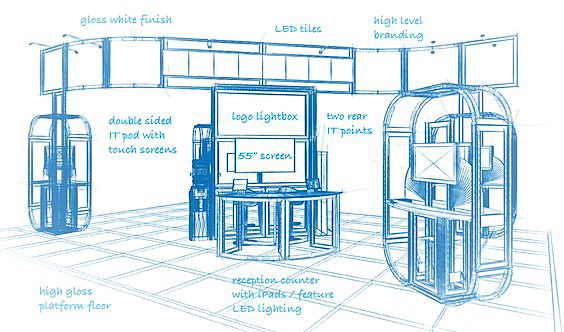 gloss white finish
LED tiles
high level
branding
double sided
IT pod with
touch screens
logo lightbox
two rear
IT points
55" screen
high gloss
platform floor
reception counter
with iPads / feature
LED lighting